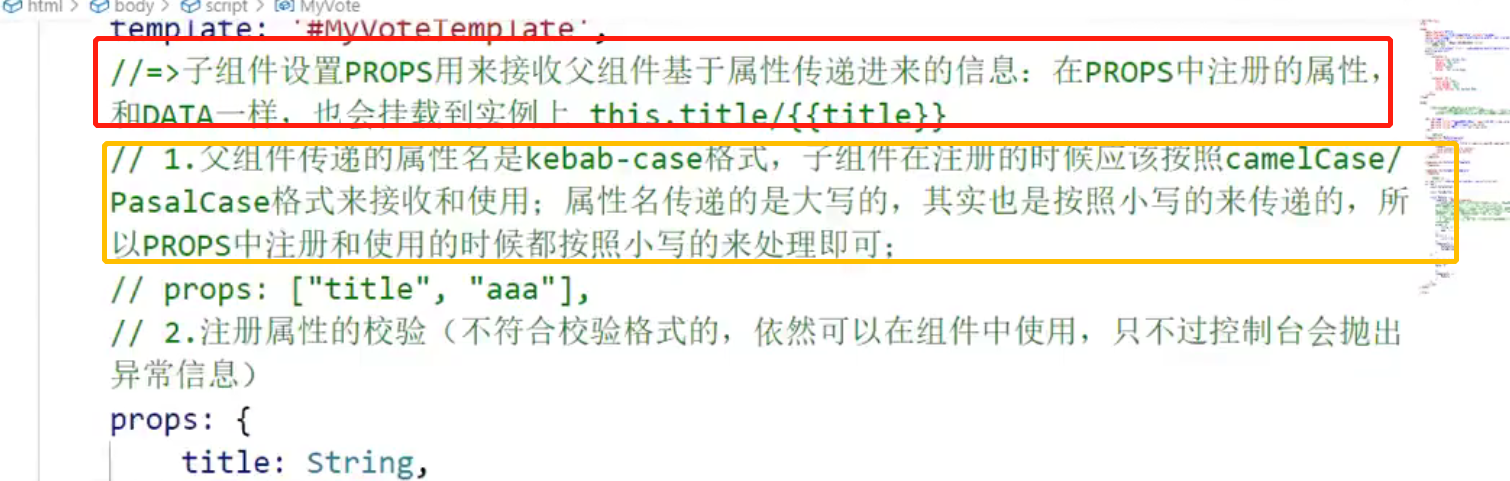 html > body > script > MyVote
template: '#MyVoteTemplate',
//=>子组件设置PROPS用来接收父组件基于属性传递进来的信息：在PROPS中注册的属性，
和DATA一样，也会挂载到实例上 this.title/{{title}}
// 1.父组件传递的属性名是kebab-case格式，子组件在注册的时候应该按照camelCase/
PasalCase格式来接收和使用；属性名传递的是大写的，其实也是按照小写的来传递的，所
以PROPS中注册和使用的时候都按照小写的来处理即可；
// props: ["title", "aaa"],
// 2.注册属性的校验（不符合校验格式的，依然可以在组件中使用，只不过控制台会抛出
异常信息）
props: {
title: String,